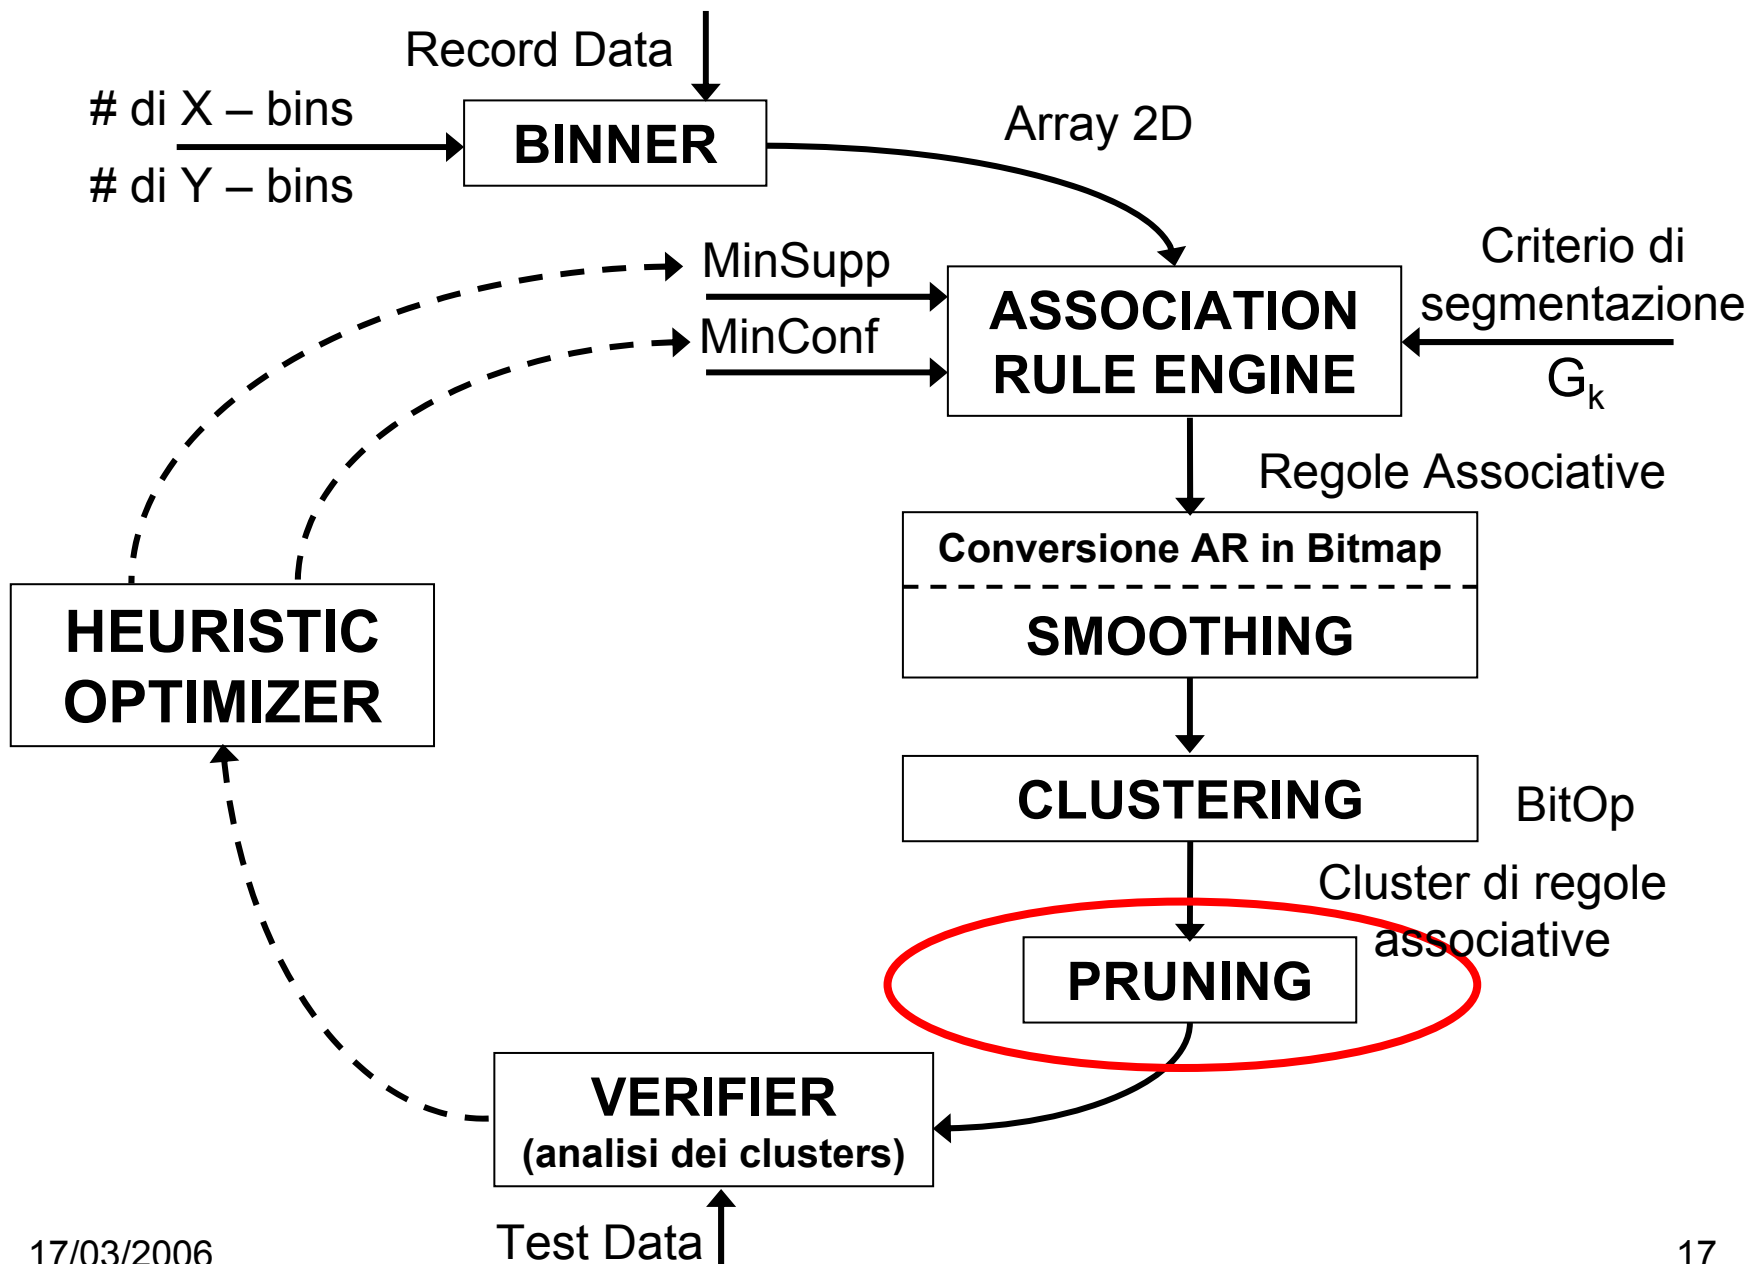 Record Data
# di X – bins
# di Y – bins
BINNER
Array 2D
MinSupp
MinConf
ASSOCIATION
RULE ENGINE
Criterio di
segmentazione
Gk
Regole Associative
Conversione AR in Bitmap
SMOOTHING
HEURISTIC
OPTIMIZER
CLUSTERING
BitOp
Cluster di regole
associative
PRUNING
VERIFIER
(analisi dei clusters)
Test Data
17/03/2006
17